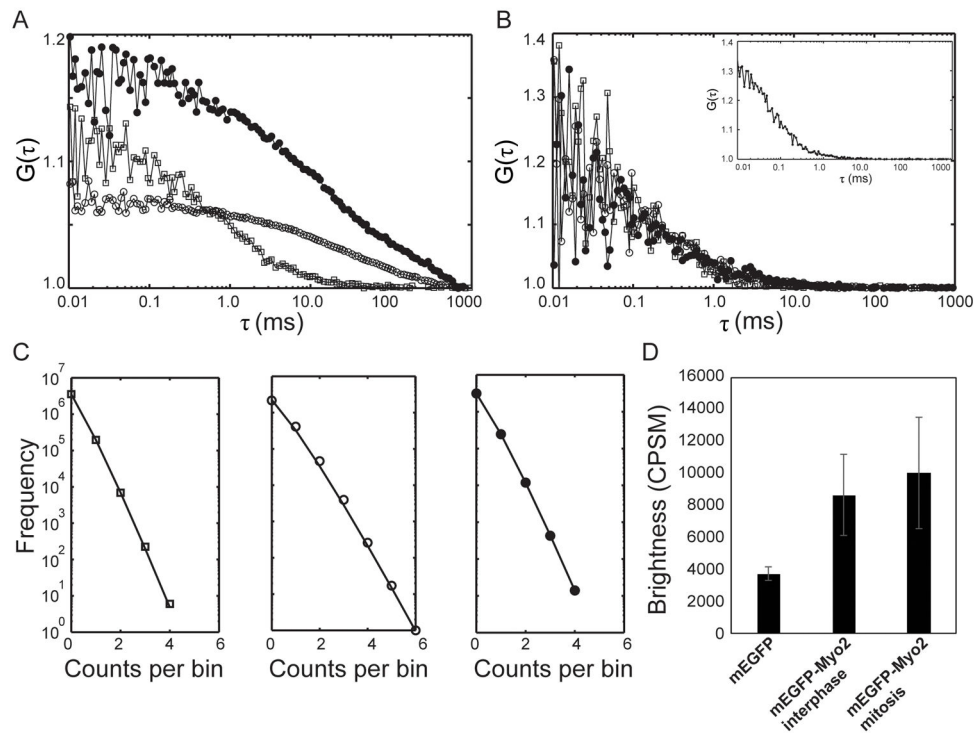 A
1.2
1.1
1.0
G(τ)
0.01 0.1 1.0 10.0 100 1000
τ (ms)
B
1.4
1.3
1.2
1.1
1.0
G(τ)
0.01 0.1 1.0 10.0 100 1000
τ (ms)
1.4
1.3
1.2
1.1
1.0
G(τ)
0.01 0.1 1.0 10.0 100 1000
τ (ms)
C
10^7
10^6
10^5
10^4
10^3
10^2
10^1
10^0
Frequency
0 2 4 6
Counts per bin
0 2 4 6
Counts per bin
0 2 4 6
Counts per bin
D
16000
14000
12000
10000
8000
6000
4000
2000
0
Brightness (CPSM)
mEGFP
mEGFP-Myo2
interphase
mEGFP-Myo2
mitosis